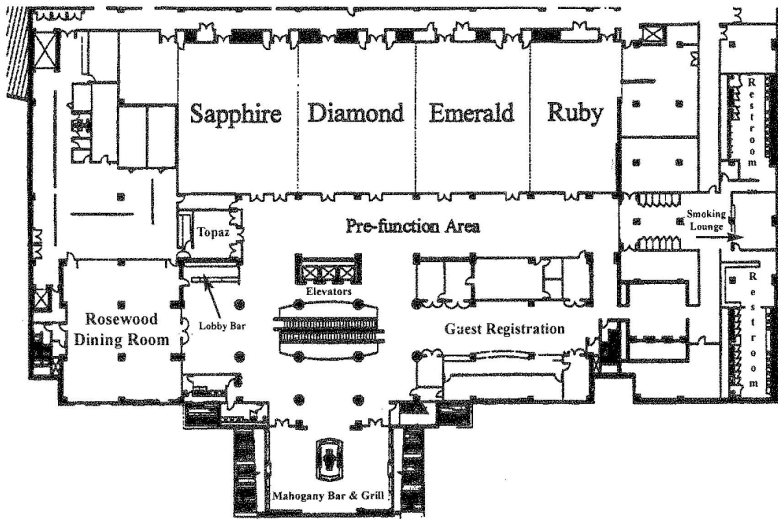 Sapphire
Diamond
Emerald
Ruby
Restroom
Topaz
Pre-function Area
Smoking
Lounge
Elevators
Lobby Bar
Rosewood
Dining Room
Guest Registration
Restroom
Mahogany Bar & Grill